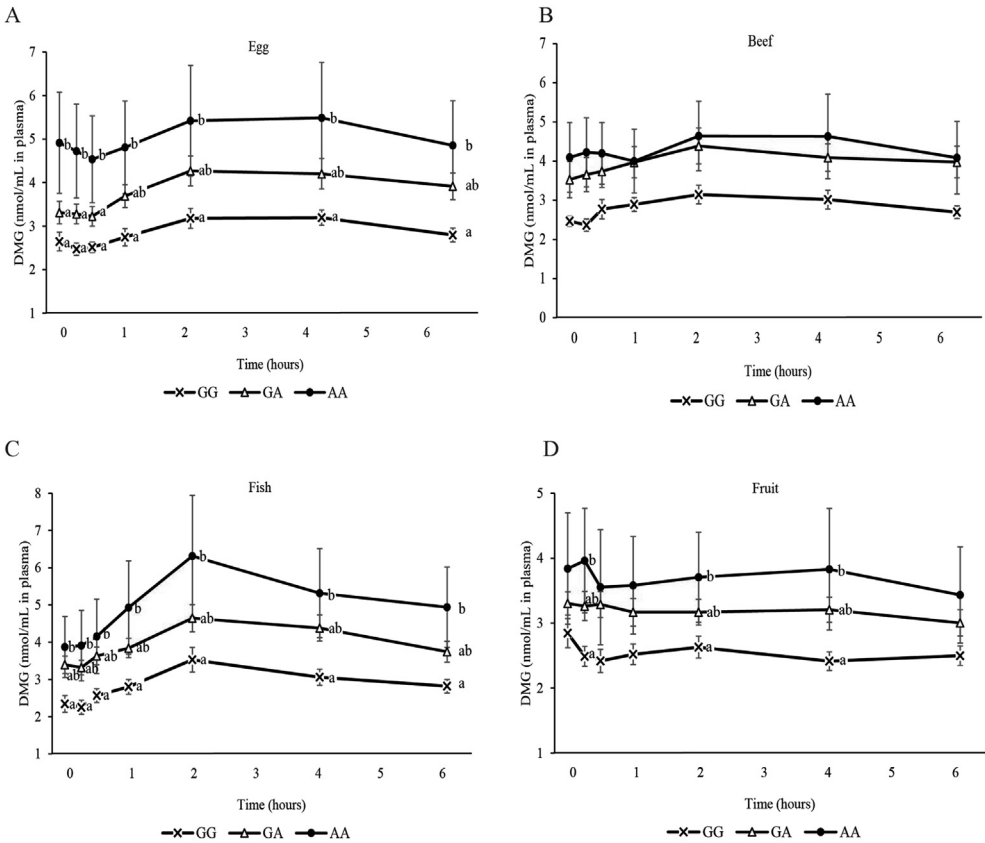 A
Egg
DMG (nmol/mL in plasma)
7
6
5
4
3
2
1
b b b b b b b
a a a ab ab ab ab
a a a a a a a
0 1 2 3 4 5 6
Time (hours)
GG GA AA
B
Beef
DMG (nmol/mL in plasma)
7
6
5
4
3
2
1
0
0 1 2 3 4 5 6
Time (hours)
GG GA AA
C
Fish
DMG (nmol/mL in plasma)
8
7
6
5
4
3
2
1
b b b b b b b
ab ab ab ab ab ab ab
a a a a a a a
0 1 2 3 4 5 6
Time (hours)
GG GA AA
D
Fruit
DMG (nmol/mL in plasma)
5
4
3
2
1
b b b
ab ab ab
a a a
0 1 2 3 4 5 6
Time (hours)
GG GA AA